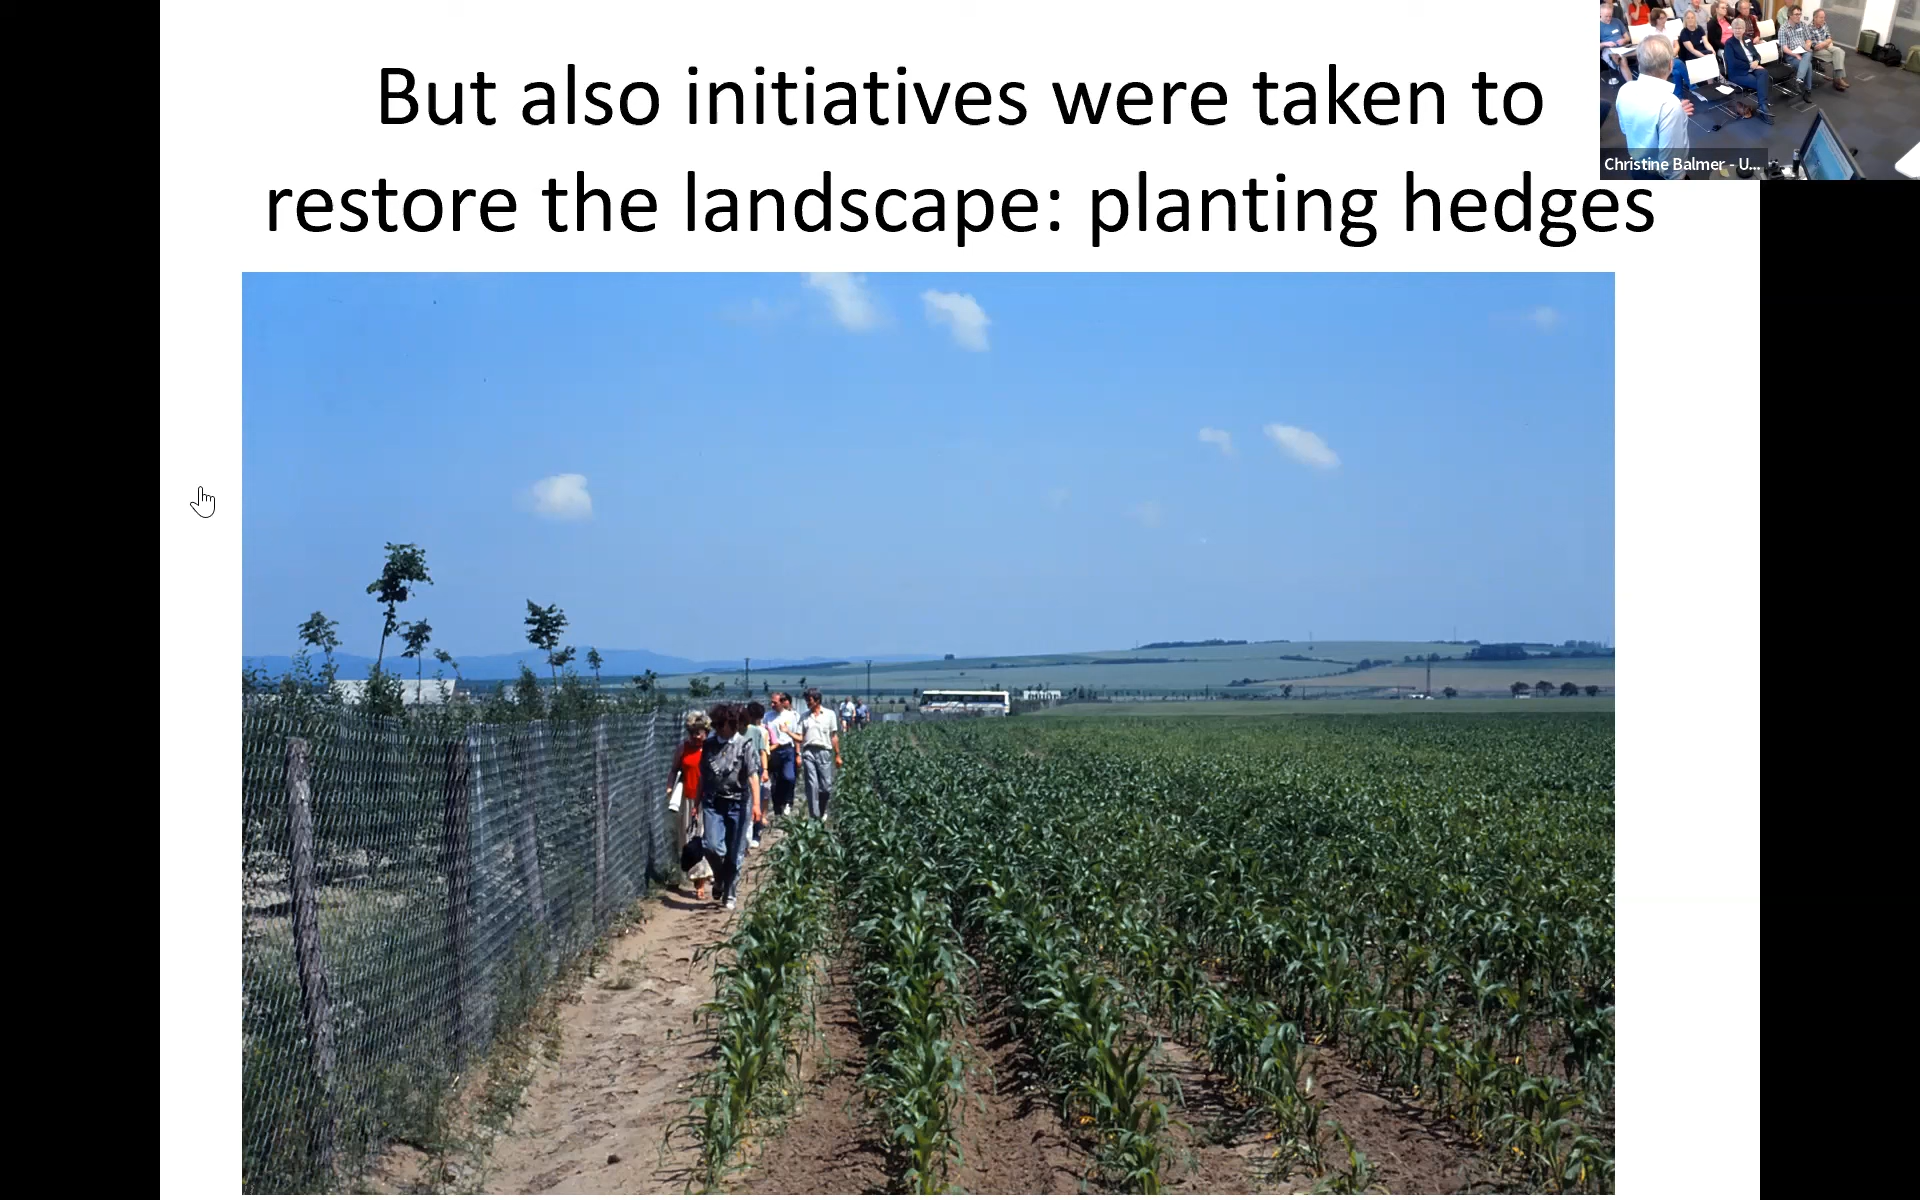 But also initiatives were taken to
restore the landscape: planting hedges
Christine Balmer - U...